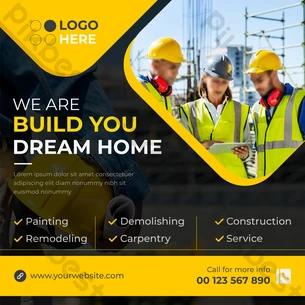 LOGO
HERE
WE ARE
BUILD YOU
DREAM HOME
Lorem ipsum dolor sit amet, consectetuer
adipiscing elit, sed diam nonummy nibh euismod
nonummy
Painting
Demolishing
Construction
Remodeling
Carpentry
Service
www.yourwebsite.com
Call for more info
00 123 567 890